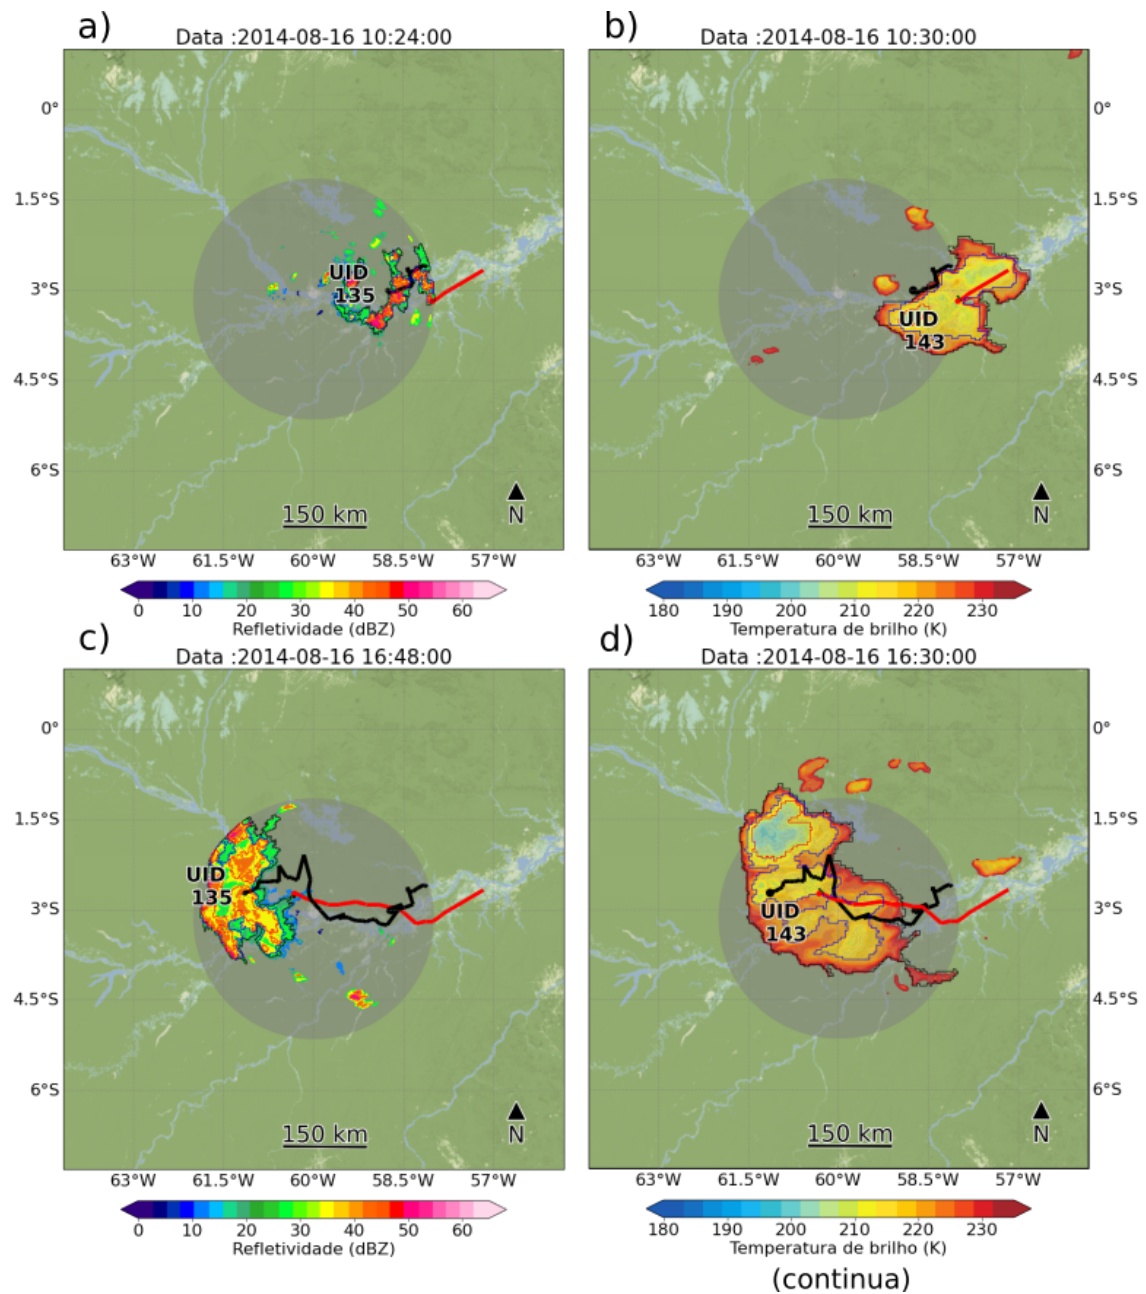 a)
Data :2014-08-16 10:24:00
b)
Data :2014-08-16 10:30:00
0°
1.5°S
3°S
4.5°S
6°S
UID
135
150 km
N
63°W 61.5°W 60°W 58.5°W 57°W
0 10 20 30 40 50 60
Refletividade (dBZ)
0°
1.5°S
3°S
4.5°S
6°S
UID
143
150 km
N
63°W 61.5°W 60°W 58.5°W 57°W
180 190 200 210 220 230
Temperatura de brilho (K)
c)
Data :2014-08-16 16:48:00
d)
Data :2014-08-16 16:30:00
0°
1.5°S
3°S
4.5°S
6°S
UID
135
150 km
N
63°W 61.5°W 60°W 58.5°W 57°W
0 10 20 30 40 50 60
Refletividade (dBZ)
0°
1.5°S
3°S
4.5°S
6°S
UID
143
150 km
N
63°W 61.5°W 60°W 58.5°W 57°W
180 190 200 210 220 230
Temperatura de brilho (K)
(continua)